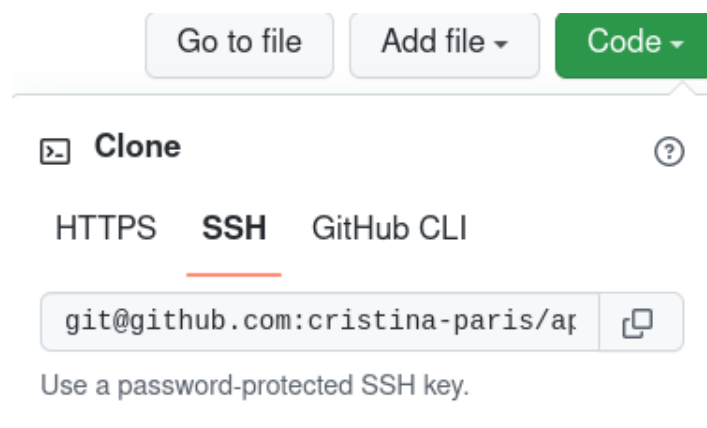 Go to file Add file Code
Clone
HTTPS SSH GitHub CLI
git@github.com:cristina-paris/ap
Use a password-protected SSH key.